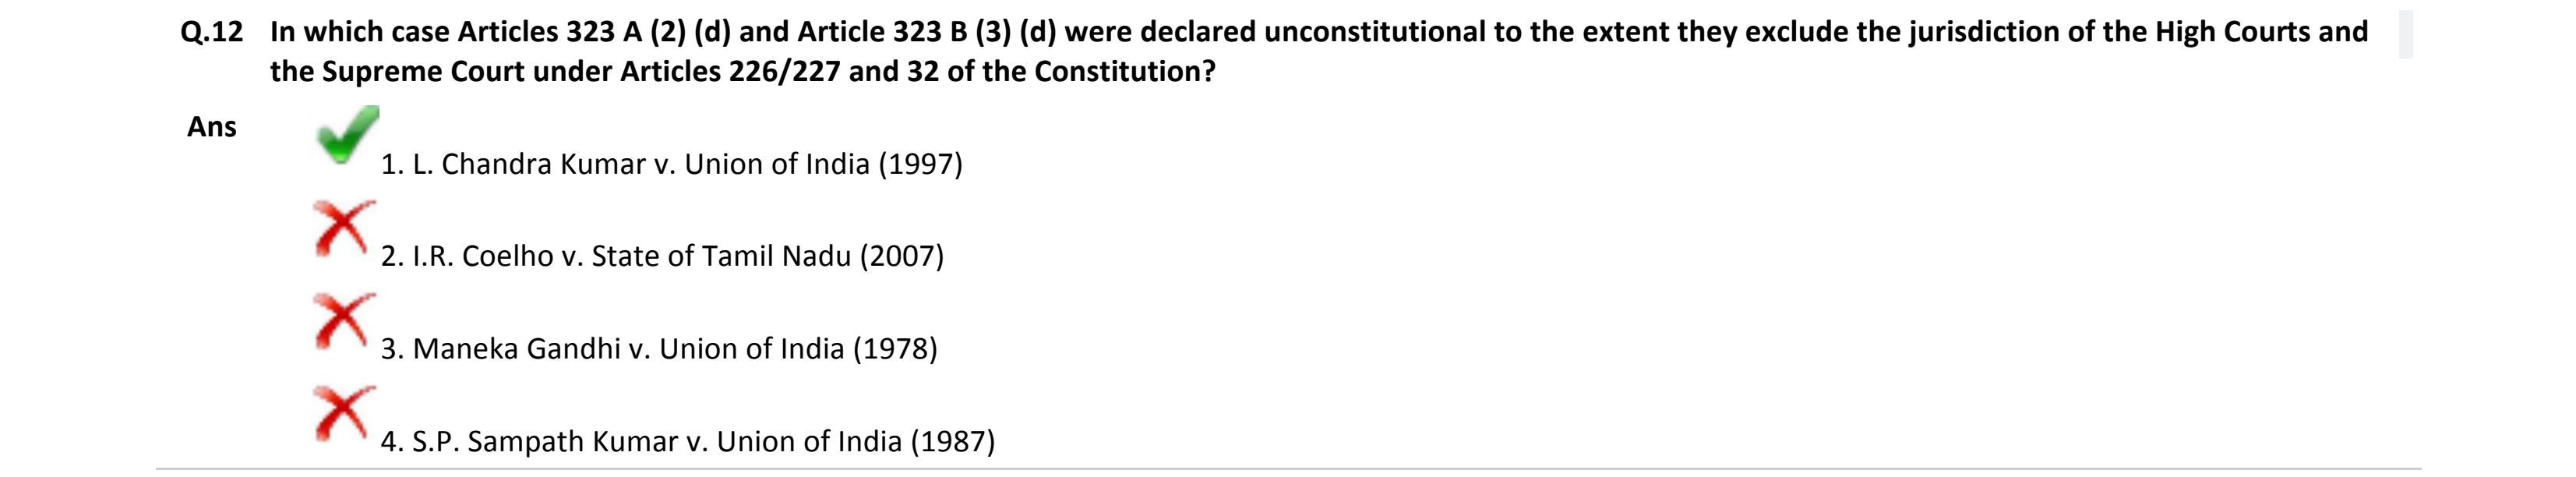 Q.12 In which case Articles 323 A (2) (d) and Article 323 B (3) (d) were declared unconstitutional to the extent they exclude the jurisdiction of the High Courts and
the Supreme Court under Articles 226/227 and 32 of the Constitution?
Ans
1. L. Chandra Kumar v. Union of India (1997)
2. I.R. Coelho v. State of Tamil Nadu (2007)
3. Maneka Gandhi v. Union of India (1978)
4. S.P. Sampath Kumar v. Union of India (1987)